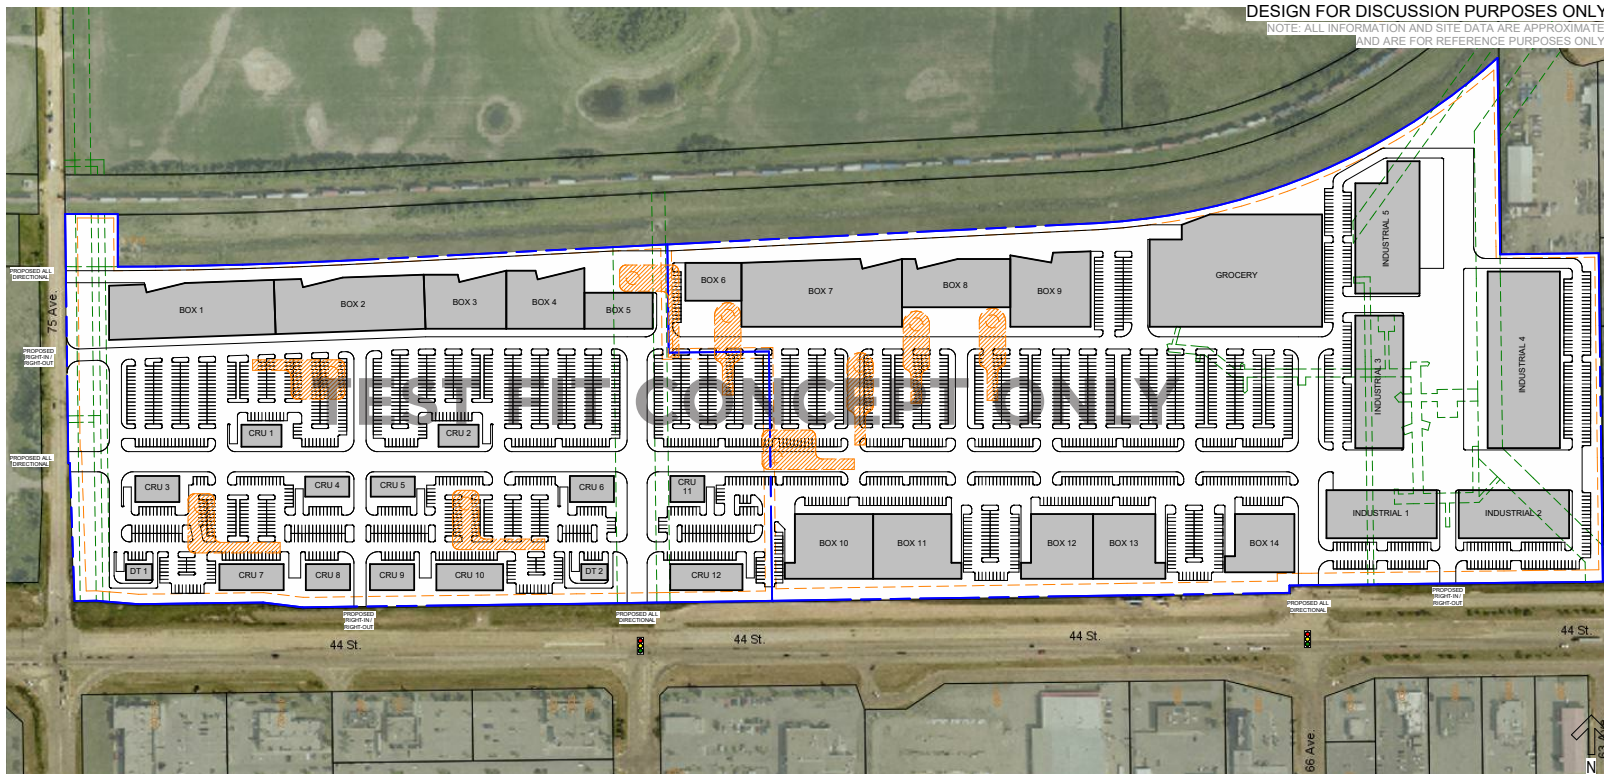 DESIGN FOR DISCUSSION PURPOSES ONLY
NOTE: ALL INFORMATION AND SITE DATA ARE APPROXIMATE
AND ARE FOR REFERENCE PURPOSES ONLY
PROPOSED ALL
DIRECTIONAL
75 Ave.
PROPOSED
RIGHT-IN /
RIGHT-OUT
PROPOSED ALL
DIRECTIONAL
BOX 1
BOX 2
BOX 3
BOX 4
BOX 5
BOX 6
BOX 7
BOX 8
BOX 9
GROCERY
INDUSTRIAL 5
INDUSTRIAL 3
INDUSTRIAL 4
TEST FIT CONCEPT ONLY
CRU 1
CRU 2
CRU 3
CRU 4
CRU 5
CRU 6
CRU
11
INDUSTRIAL 1
INDUSTRIAL 2
BOX 10
BOX 11
BOX 12
BOX 13
BOX 14
DT 1
CRU 7
CRU 8
CRU 9
CRU 10
DT 2
CRU 12
PROPOSED
RIGHT-IN /
RIGHT-OUT
PROPOSED ALL
DIRECTIONAL
PROPOSED ALL
DIRECTIONAL
PROPOSED
RIGHT-IN /
RIGHT-OUT
44 St.
44 St.
44 St.
44 St.
66 Ave.
63 Ave.
N